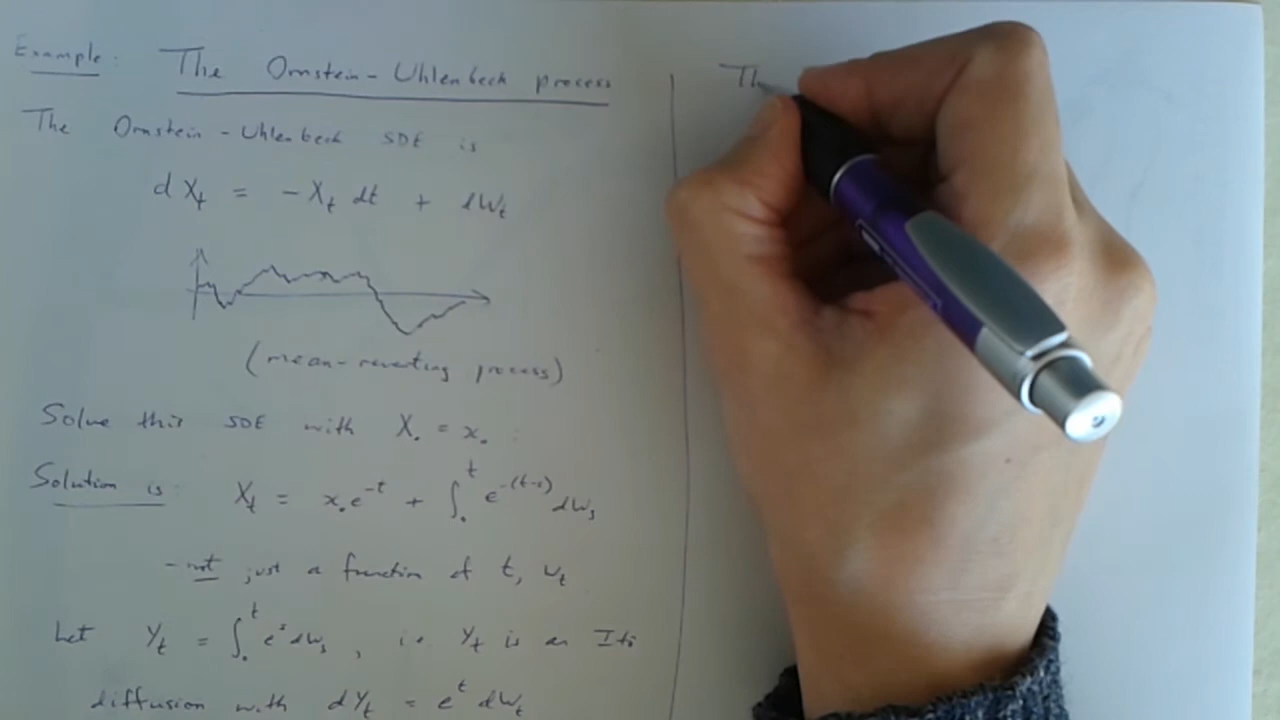 Example: The Ornstein-Uhlenbeck process
The Ornstein-Uhlenbeck SDE is
dX_t = -X_t dt + dW_t
(mean-reverting process)
Solve this SDE with X_0 = x_0:
Solution is X_t = x_0 e^{-t} + ∫_0^t e^{-(t-s)} dW_s
- not just a function of t, W_t
Let Y_t = ∫_0^t e^s dW_s, i.e. Y_t is an Itô
diffusion with dY_t = e^t dW_t